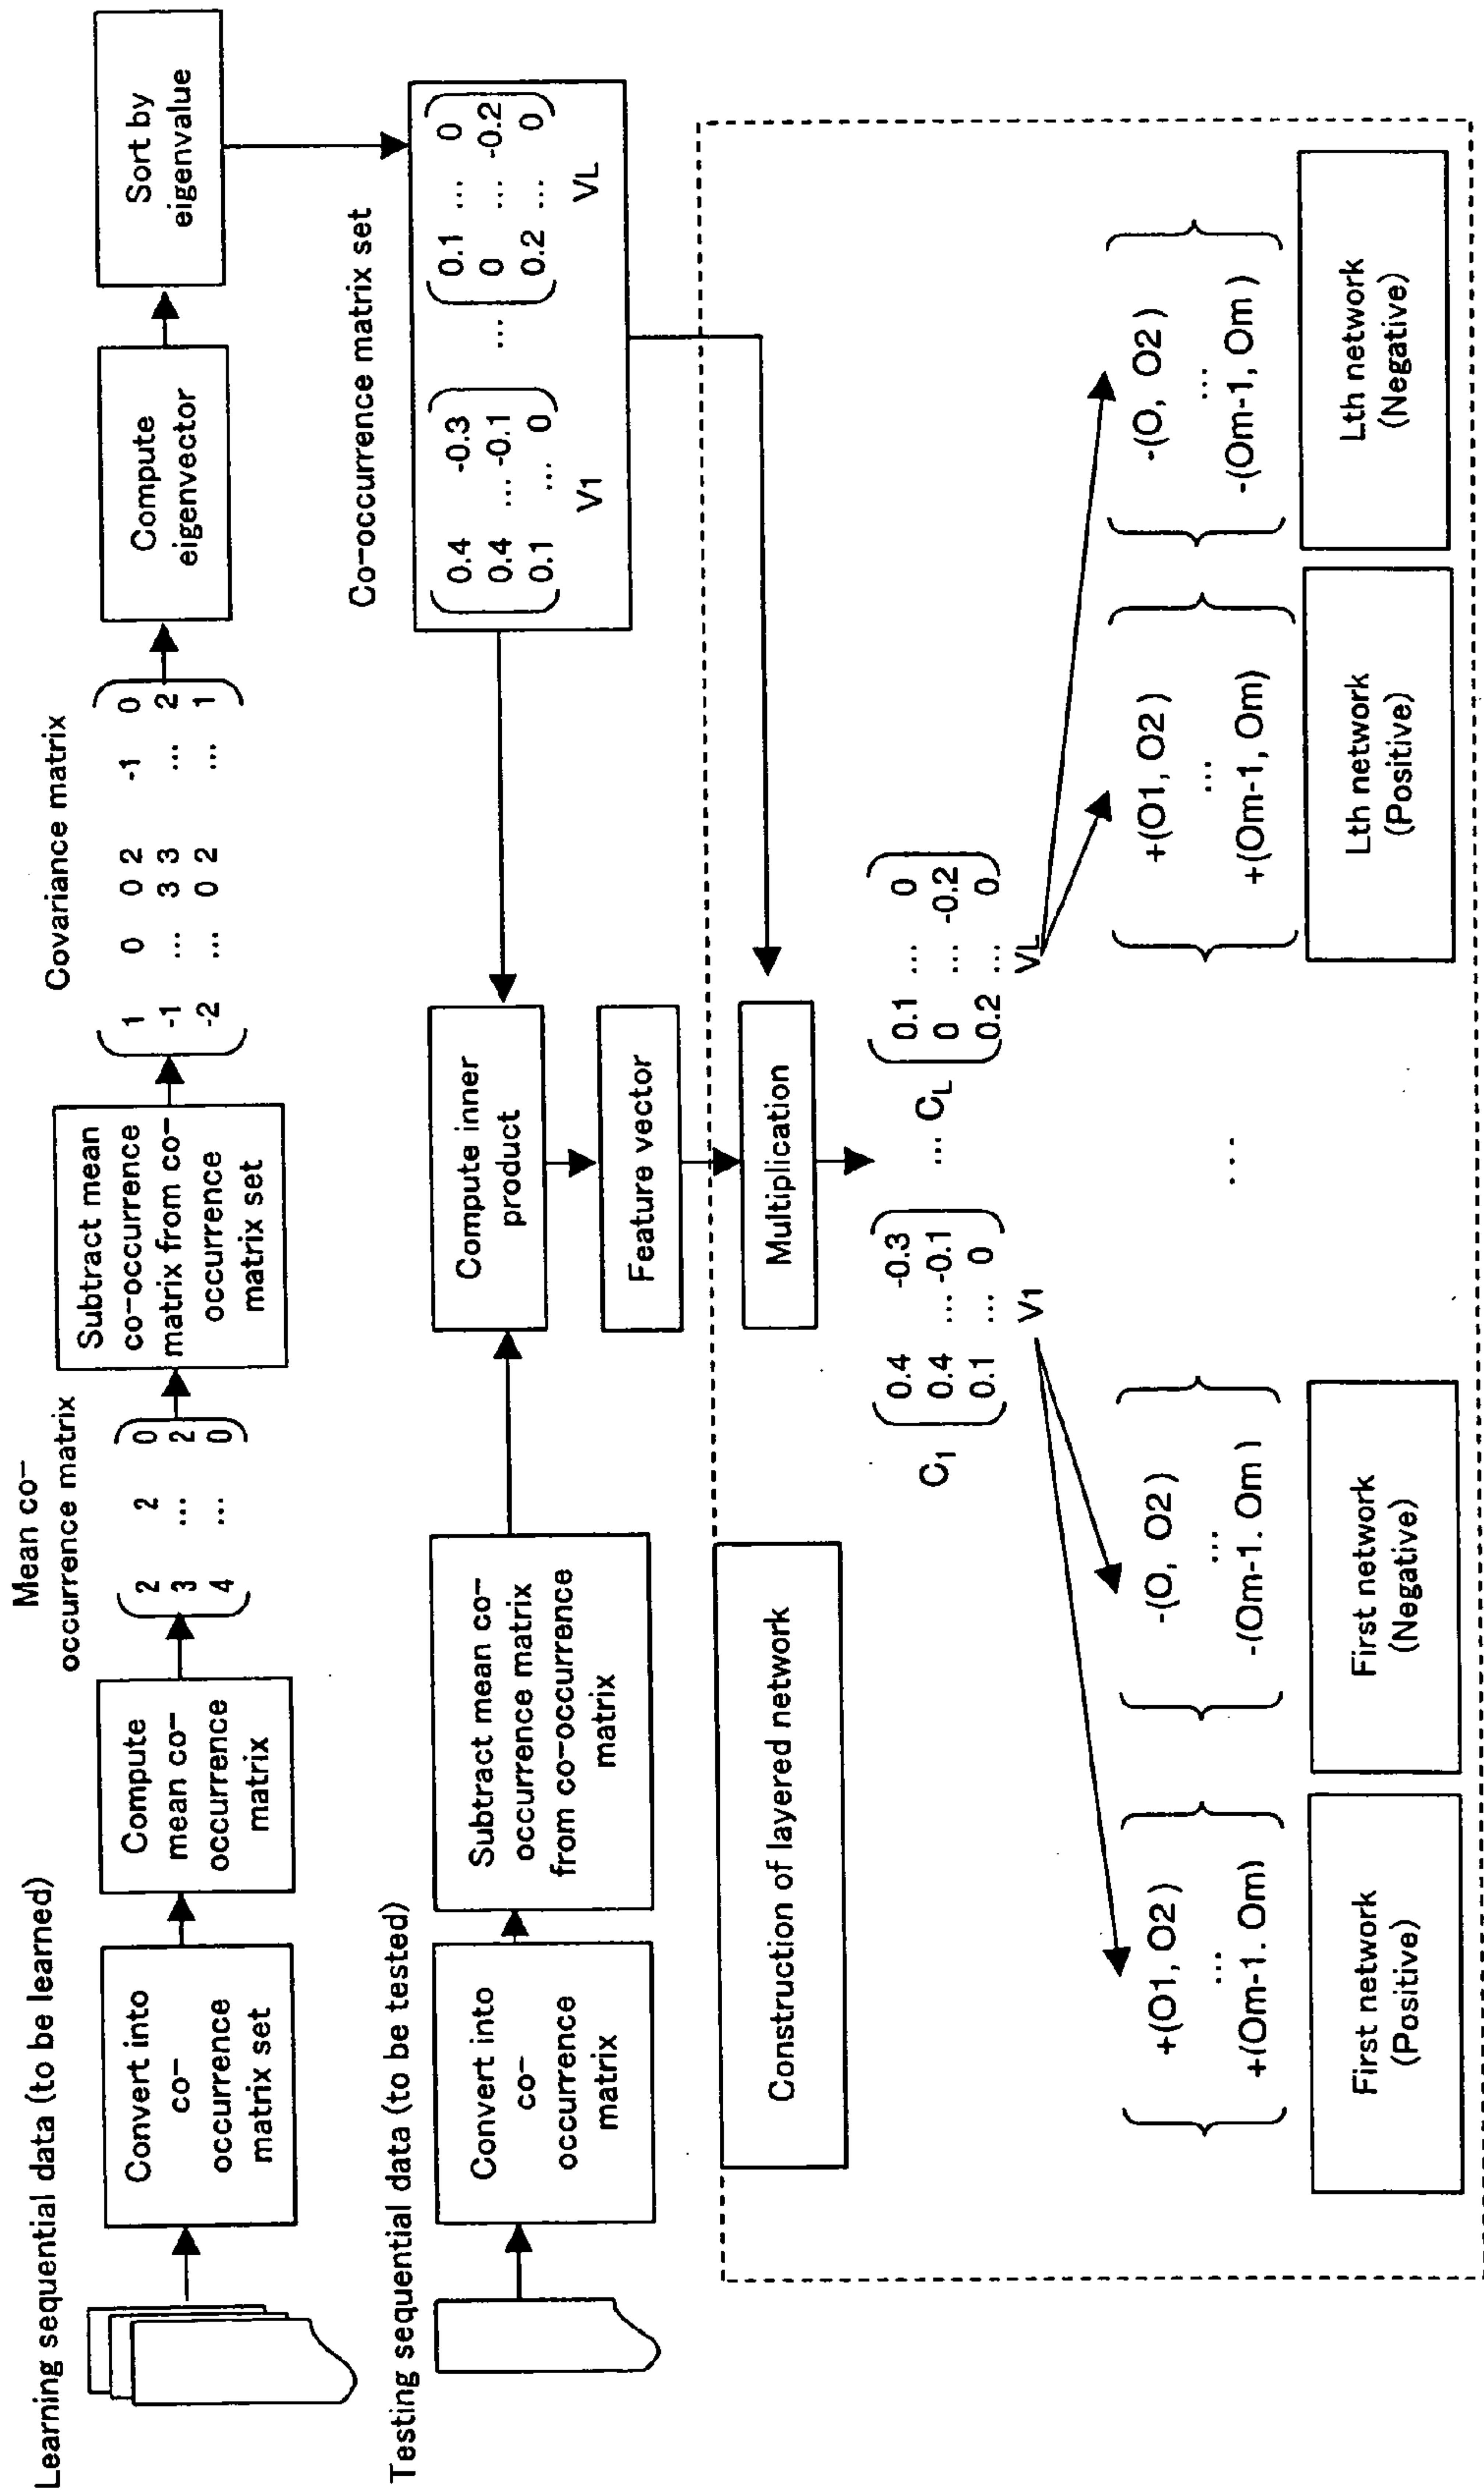 Learning sequential data (to be learned)
Convert into
co-
occurrence
matrix set
Compute
mean co-
occurrence
matrix
Mean co-
occurrence matrix
2 2 0
3 ... 2
4 ... 0
Subtract mean
co-occurrence
matrix from co-
occurrence
matrix set
Covariance matrix
1 0 0 2 -1 0
-1 ... 3 3 ... 2
-2 ... 0 2 ... 1
Compute
eigenvector
Sort by
eigenvalue
Testing sequential data (to be tested)
Convert into
co-
occurrence
matrix
Subtract mean co-
occurrence matrix
from co-occurrence
matrix
Compute inner
product
Feature vector
Co-occurrence matrix set
0.4 -0.3 ... 0.1 ... 0
0.4 ... -0.1 0 ... -0.2
0.1 ... 0 0.2 ... 0
V1 VL
Construction of layered network
Multiplication
C1 0.4 -0.3 ... CL 0.1 ... 0
0.4 ... -0.1 0 ... -0.2
0.1 ... 0 0.2 ... 0
V1 VL
+(O1, O2)
...
+(Om-1. Om)
First network
(Positive)
-(O, O2)
...
-(Om-1. Om )
First network
(Negative)
...
+(O1, O2)
...
+(Om-1, Om)
Lth network
(Positive)
-(O, O2)
...
-(Om-1, Om )
Lth network
(Negative)